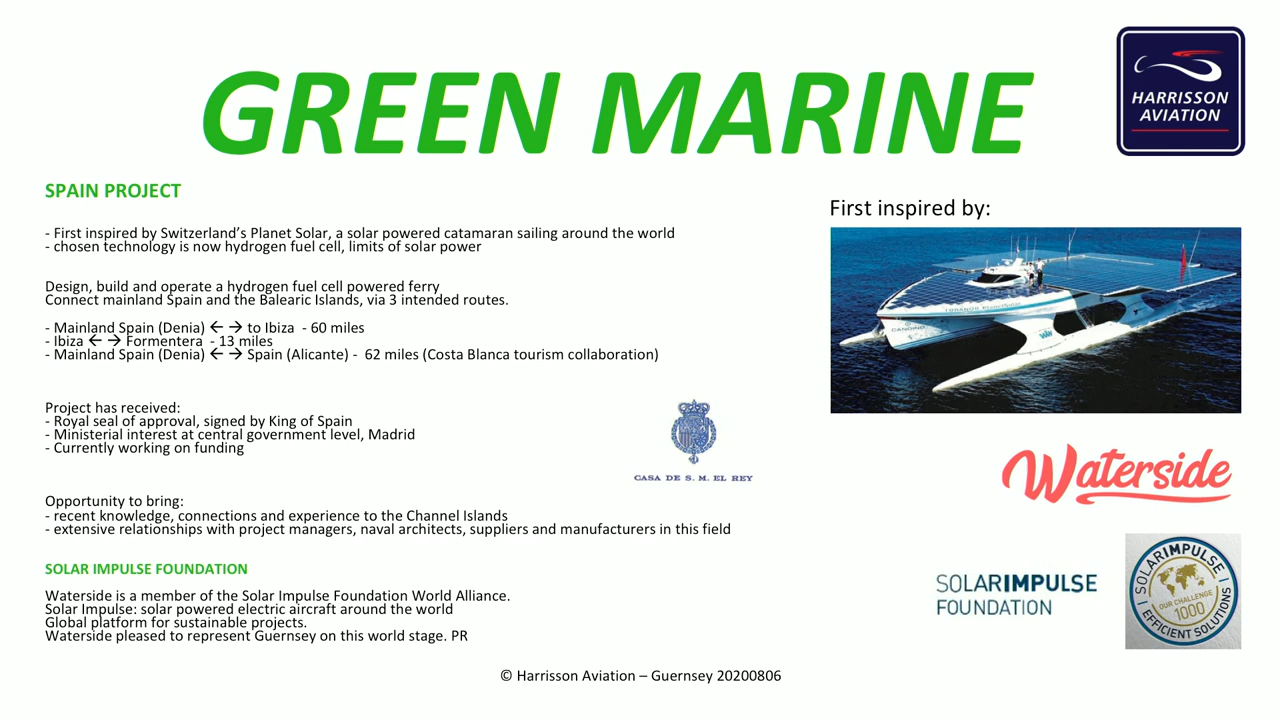 GREEN MARINE
HARRISSON
AVIATION
SPAIN PROJECT
- First inspired by Switzerland’s Planet Solar, a solar powered catamaran sailing around the world
- chosen technology is now hydrogen fuel cell, limits of solar power
Design, build and operate a hydrogen fuel cell powered ferry
Connect mainland Spain and the Balearic Islands, via 3 intended routes.
- Mainland Spain (Denia) ← → to Ibiza - 60 miles
- Ibiza ← → Formentera - 13 miles
- Mainland Spain (Denia) ← → Spain (Alicante) - 62 miles (Costa Blanca tourism collaboration)
Project has received:
- Royal seal of approval, signed by King of Spain
- Ministerial interest at central government level, Madrid
- Currently working on funding
CASA DE S. M. EL REY
Opportunity to bring:
- recent knowledge, connections and experience to the Channel Islands
- extensive relationships with project managers, naval architects, suppliers and manufacturers in this field
SOLAR IMPULSE FOUNDATION
Waterside is a member of the Solar Impulse Foundation World Alliance.
Solar Impulse: solar powered electric aircraft around the world
Global platform for sustainable projects.
Waterside pleased to represent Guernsey on this world stage. PR
First inspired by:
CANDINO
Waterside
SOLARIMPULSE
FOUNDATION
SOLARIMPULSE
OUR CHALLENGE
1000
EFFICIENT SOLUTIONS
© Harrisson Aviation – Guernsey 20200806